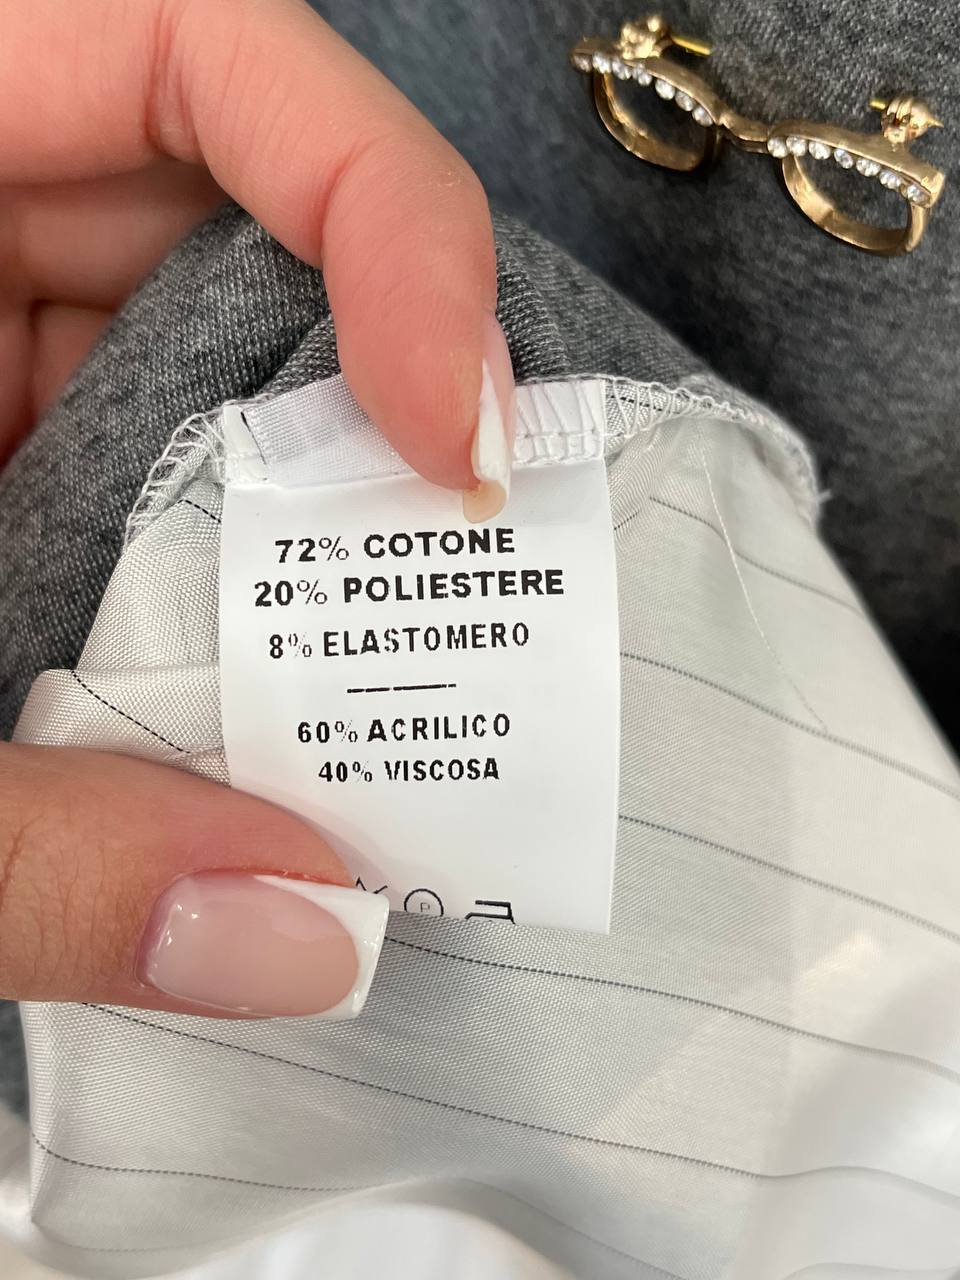 72% COTONE
20% POLIESTERE
8% ELASTOMERO
60% ACRILICO
40% VISCOSA
P